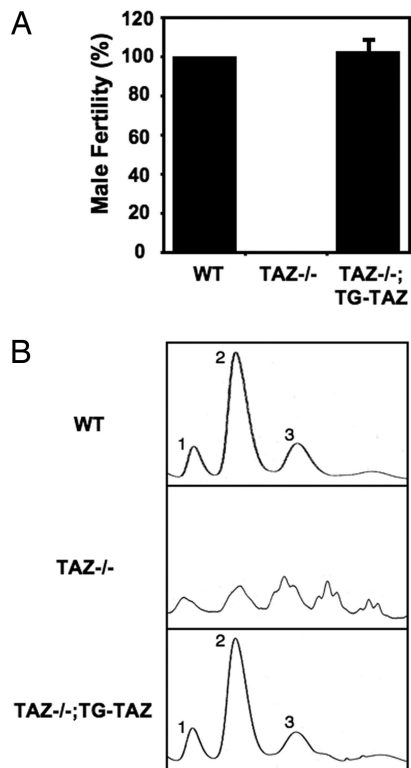 A
Male Fertility (%)
120
100
80
60
40
20
0
WT
TAZ-/-
TAZ-/-;
TG-TAZ
B
WT
1
2
3
TAZ-/-
TAZ-/-;TG-TAZ
1
2
3